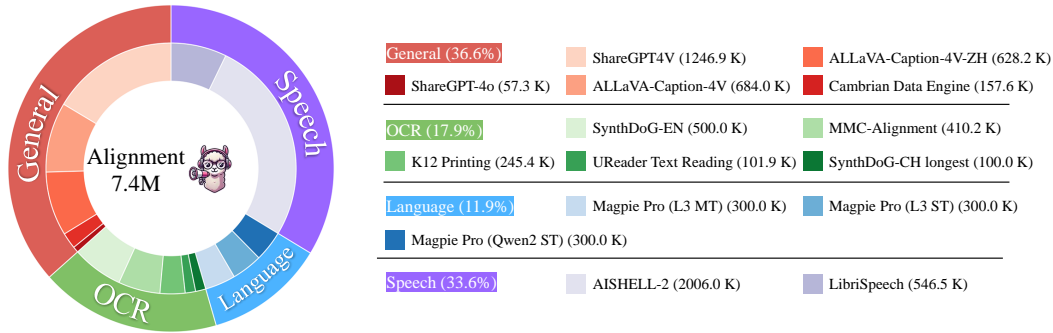 General
Speech
OCR
Language
Alignment
7.4M
General (36.6%) ShareGPT4V (1246.9 K) ALLaVA-Caption-4V-ZH (628.2 K)
ShareGPT-4o (57.3 K) ALLaVA-Caption-4V (684.0 K) Cambrian Data Engine (157.6 K)
OCR (17.9%) SynthDoG-EN (500.0 K) MMC-Alignment (410.2 K)
K12 Printing (245.4 K) UReader Text Reading (101.9 K) SynthDoG-CH longest (100.0 K)
Language (11.9%) Magpie Pro (L3 MT) (300.0 K) Magpie Pro (L3 ST) (300.0 K)
Magpie Pro (Qwen2 ST) (300.0 K)
Speech (33.6%) AISHELL-2 (2006.0 K) LibriSpeech (546.5 K)